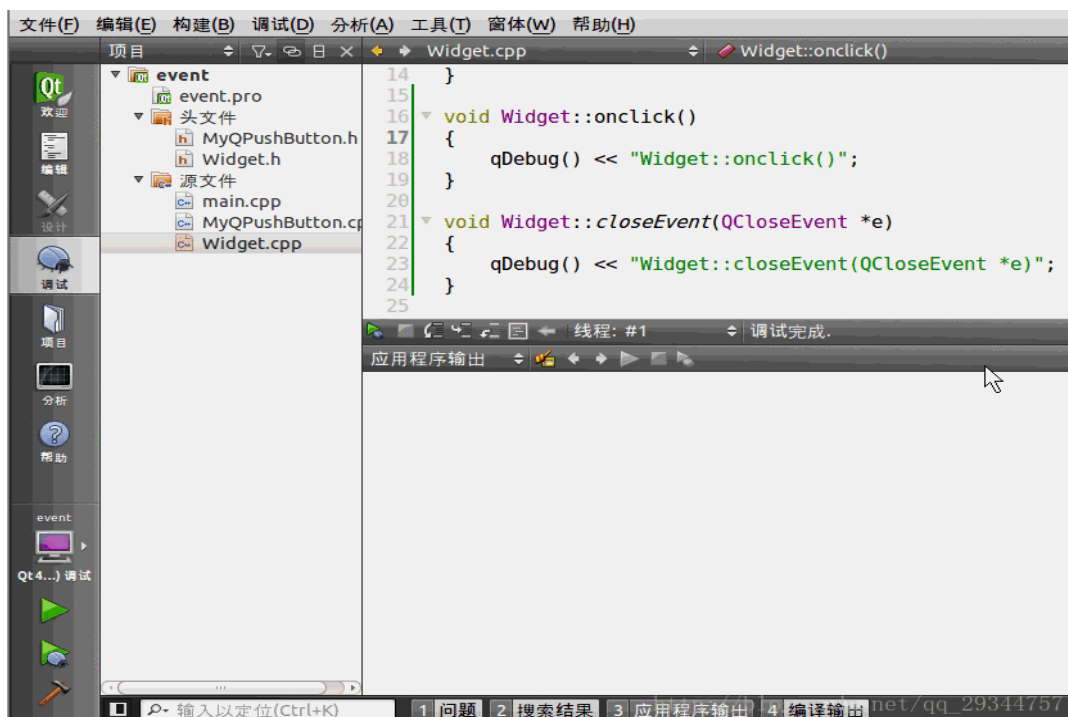 文件(F) 编辑(E) 构建(B) 调试(D) 分析(A) 工具(T) 窗体(W) 帮助(H)
项目
Widget.cpp
Widget::onclick()
Qt
欢迎
编辑
设计
调试
项目
分析
帮助
event
Qt4...) 调试
event
event.pro
头文件
MyQPushButton.h
Widget.h
源文件
main.cpp
MyQPushButton.cp
Widget.cpp
14 }
15
16 void Widget::onclick()
17 {
18 qDebug() << "Widget::onclick()";
19 }
20
21 void Widget::closeEvent(QCloseEvent *e)
22 {
23 qDebug() << "Widget::closeEvent(QCloseEvent *e)";
24 }
25
线程: #1
调试完成.
应用程序输出
输入以定位(Ctrl+K)
1 问题 2 搜索结果 3 应用程序输出 4 编译输出
net/qq_29344757